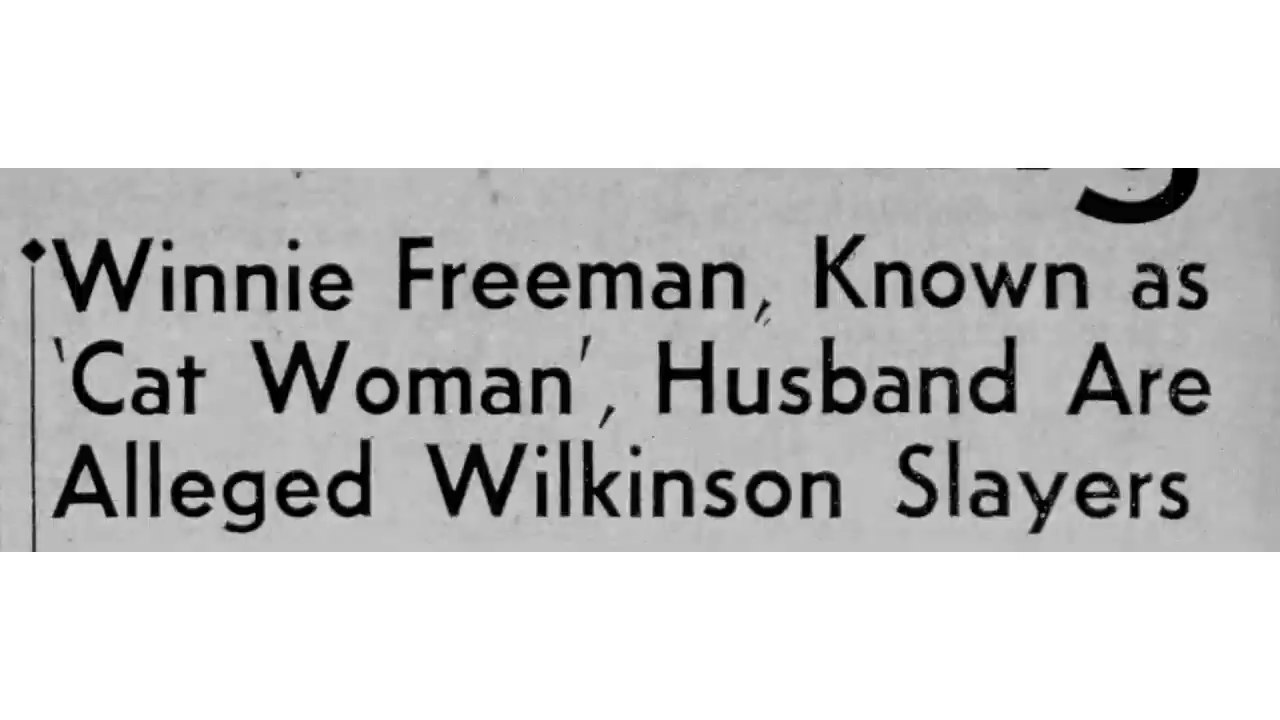 Winnie Freeman, Known as
'Cat Woman', Husband Are
Alleged Wilkinson Slayers